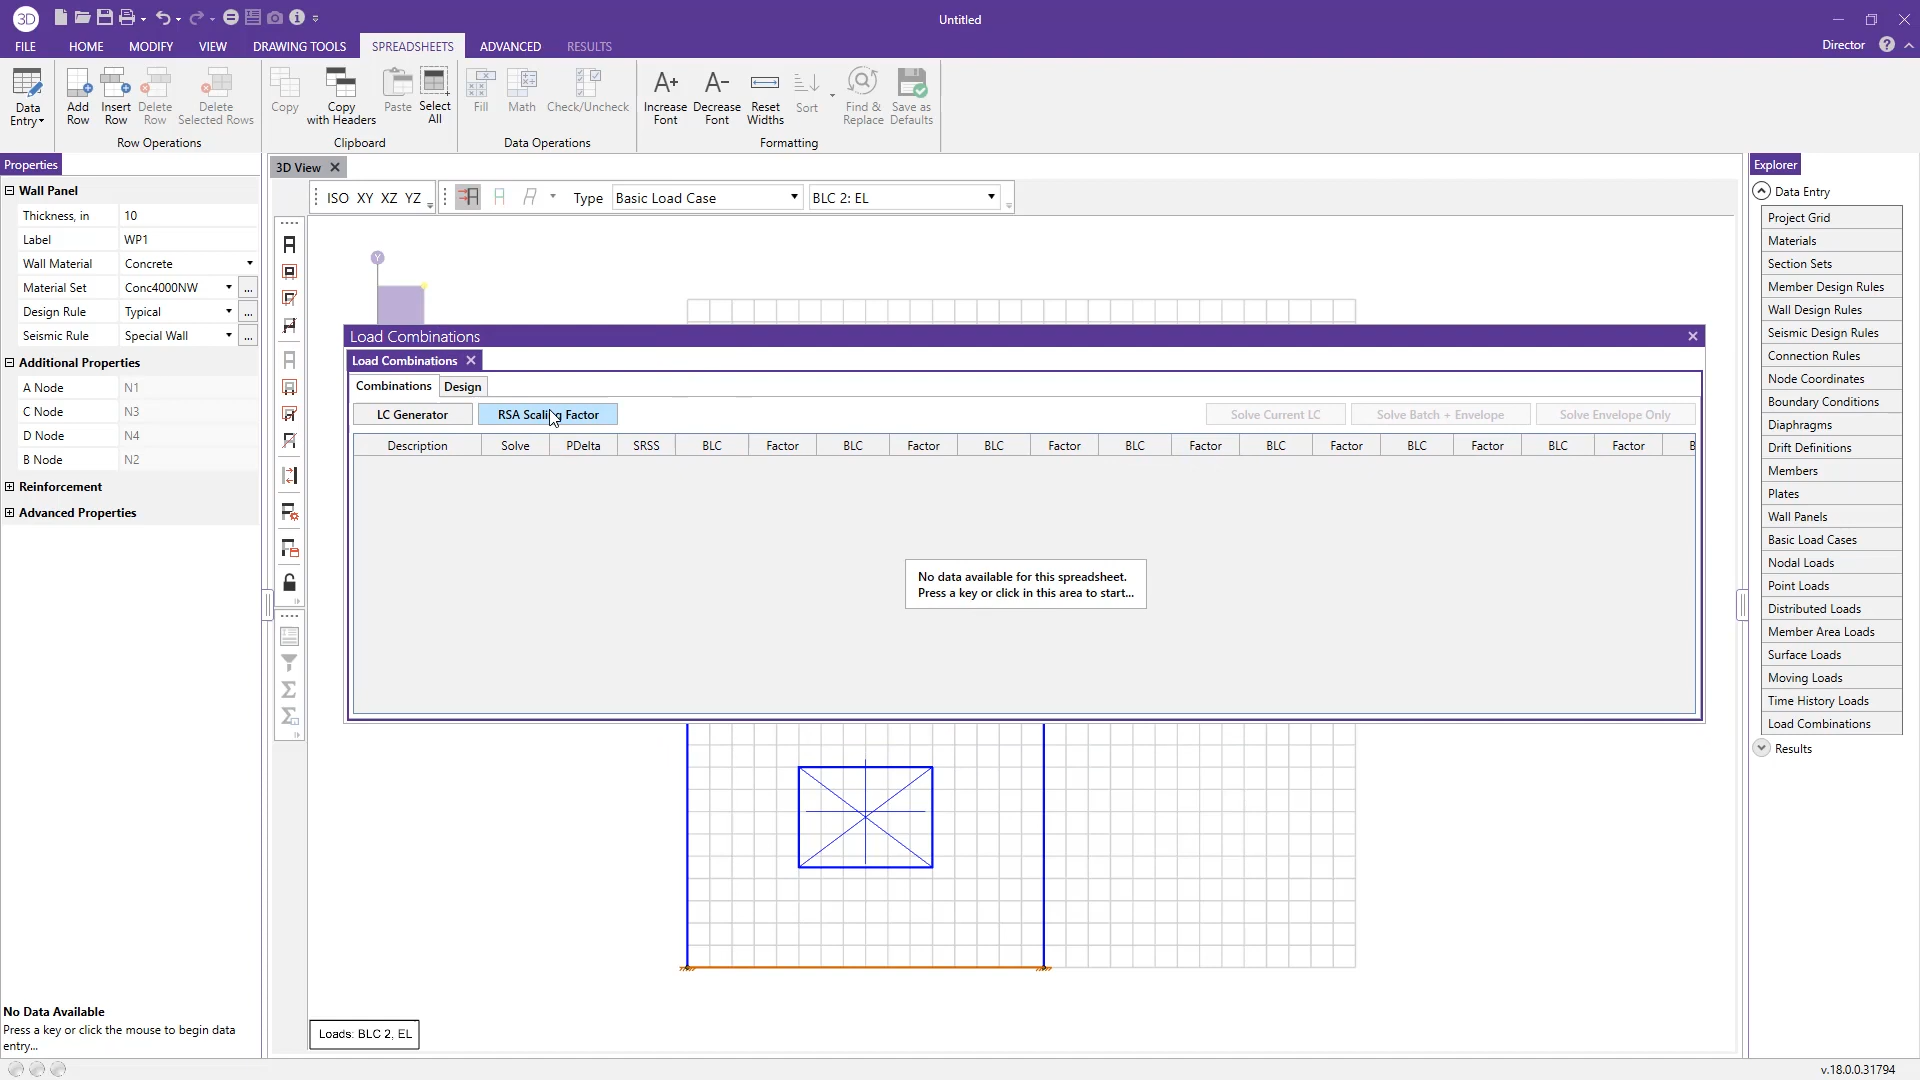 3D
Untitled
FILE
HOME
MODIFY
VIEW
DRAWING TOOLS
SPREADSHEETS
ADVANCED
RESULTS
Director
Data Entry
Add Row
Insert Row
Delete Row
Delete Selected Rows
Row Operations
Copy
Copy with Headers
Paste
Select All
Clipboard
Fill
Math
Check/Uncheck
Data Operations
A+
Increase Font
A-
Decrease Font
Reset Widths
Sort
Find & Replace
Save as Defaults
Formatting
Properties
Wall Panel
Thickness, in 10
Label WP1
Wall Material Concrete
Material Set Conc4000NW ...
Design Rule Typical ...
Seismic Rule Special Wall ...
Additional Properties
A Node N1
C Node N3
D Node N4
B Node N2
Reinforcement
Advanced Properties
No Data Available
Press a key or click the mouse to begin data
entry...
3D View
ISO XY XZ YZ
Type Basic Load Case BLC 2: EL
Y
Load Combinations
Load Combinations
Combinations Design
LC Generator RSA Scaling Factor Solve Current LC Solve Batch + Envelope Solve Envelope Only
Description Solve PDelta SRSS BLC Factor BLC Factor BLC Factor BLC Factor BLC Factor BLC Factor BLC Factor B
No data available for this spreadsheet.
Press a key or click in this area to start...
Loads: BLC 2, EL
Explorer
Data Entry
Project Grid
Materials
Section Sets
Member Design Rules
Wall Design Rules
Seismic Design Rules
Connection Rules
Node Coordinates
Boundary Conditions
Diaphragms
Drift Definitions
Members
Plates
Wall Panels
Basic Load Cases
Nodal Loads
Point Loads
Distributed Loads
Member Area Loads
Surface Loads
Moving Loads
Time History Loads
Load Combinations
Results
v.18.0.0.31794